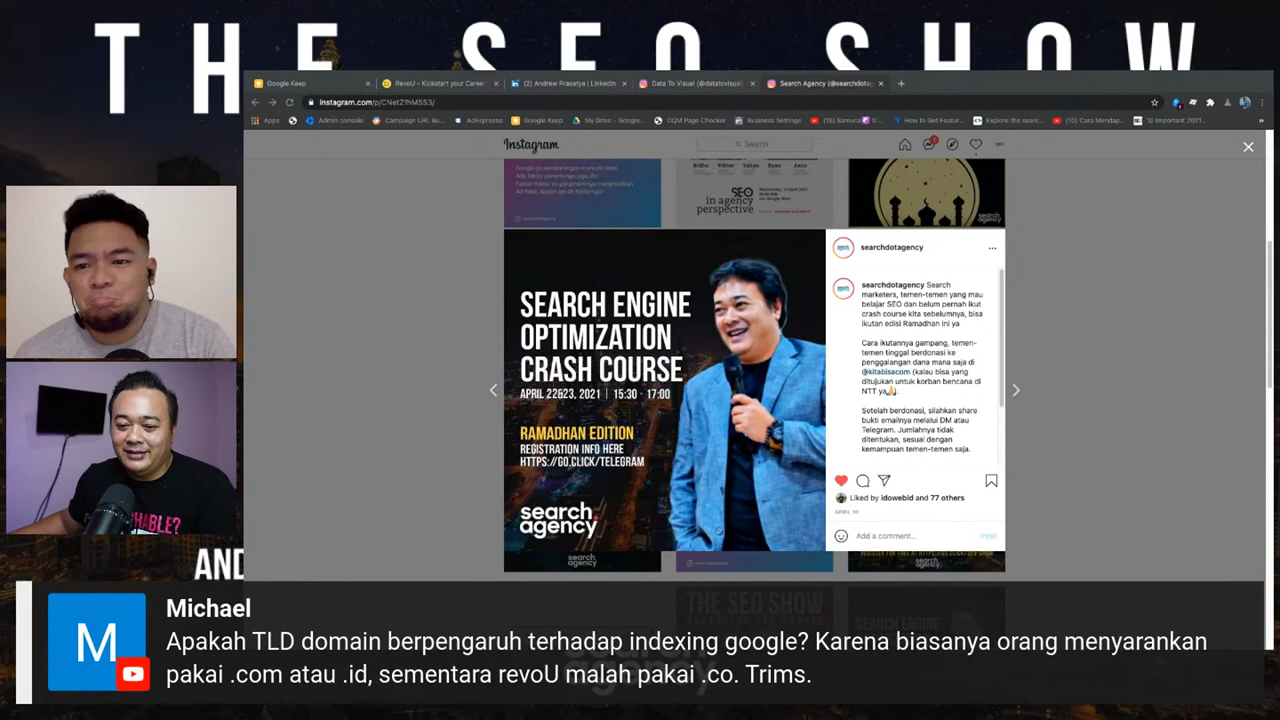 THE SEO SHOW
Google Keep
RevoU - Kickstart your Career
(2) Andrew Prasatya | LinkedIn
Data To Visual (@datatovisual
Search Agency (@searchdotag
instagram.com/p/CNetZfhMSS3/
Apps
Admin console
Campaign URL Bu...
AdEspresso
Google Keep
My Drive - Google...
OQM Page Checker
Business Settings
How to Get Featur...
Explore the sear...
(10) Cara Mendap...
10 Important 2021...
Instagram
Search
SEO
in agency
perspective
search.
agency
SEARCH ENGINE
OPTIMIZATION
CRASH COURSE
APRIL 22&23, 2021 | 15:30 - 17:00
RAMADHAN EDITION
REGISTRATION INFO HERE
HTTPS://GO.CLICK/TELEGRAM
search.
agency
searchdotagency
searchdotagency Search
marketers, temen-temen yang mau
belajar SEO dan belum pernah ikut
crash course kita sebelumnya, bisa
ikutan edisi Ramadhan ini ya
Cara ikutannya gampang, temen-
temen tinggal berdonasi ke
penggalangan dana mana saja di
@kitabisacom (kalau bisa yang
ditujukan untuk korban bencana di
NTT ya🙏).
Setelah berdonasi, silahkan share
bukti emailnya melalui DM atau
Telegram. Jumlahnya tidak
ditentukan, sesuai dengan
kemampuan temen-temen saja.
Liked by idowebid and 77 others
APRIL 10
Add a comment...
Post
AND
THE SEO SHOW
M
Michael
Apakah TLD domain berpengaruh terhadap indexing google? Karena biasanya orang menyarankan
pakai .com atau .id, sementara revoU malah pakai .co. Trims.